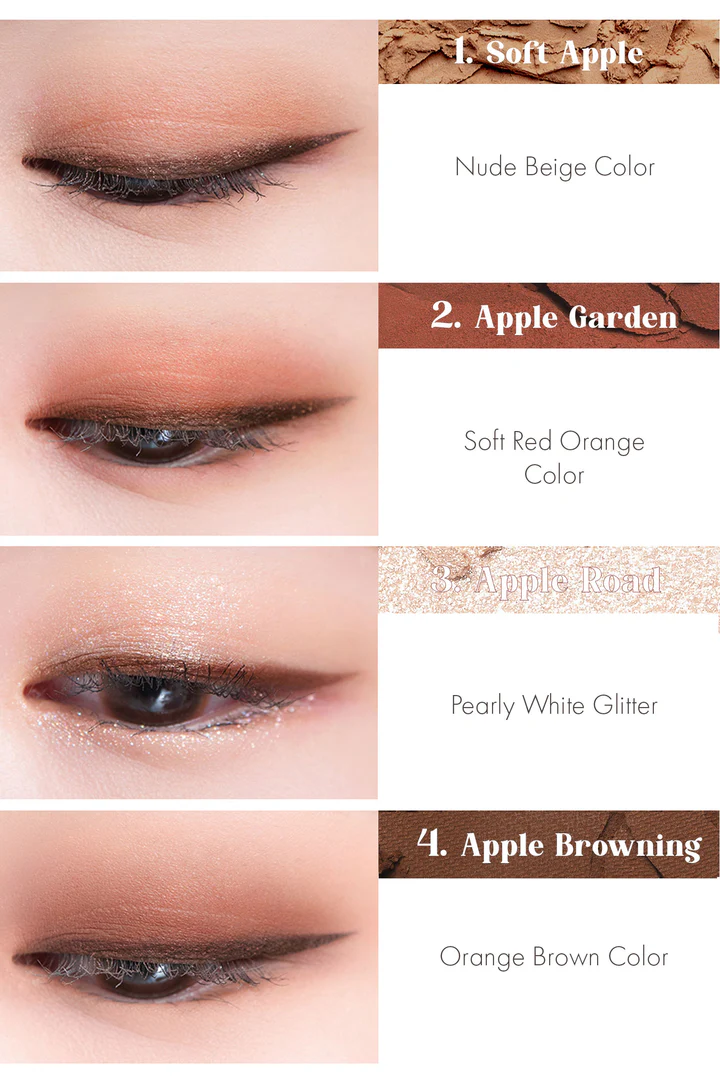 1. Soft Apple
Nude Beige Color
2. Apple Garden
Soft Red Orange
Color
3. Apple Road
Pearly White Glitter
4. Apple Browning
Orange Brown Color